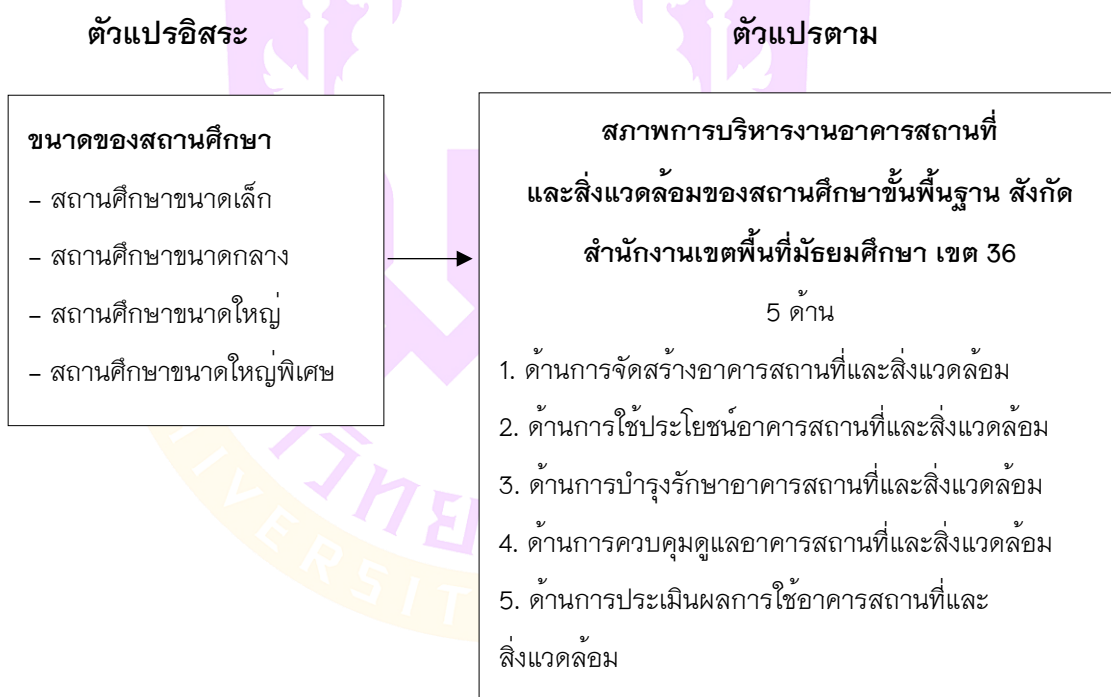 ตัวแปรอิสระ
ตัวแปรตาม
ขนาดของสถานศึกษา
- สถานศึกษาขนาดเล็ก
- สถานศึกษาขนาดกลาง
- สถานศึกษาขนาดใหญ่
- สถานศึกษาขนาดใหญ่พิเศษ
สภาพการบริหารงานอาคารสถานที่
และสิ่งแวดล้อมของสถานศึกษาขั้นพื้นฐาน สังกัด
สำนักงานเขตพื้นที่มัธยมศึกษา เขต 36
5 ด้าน
1. ด้านการจัดสร้างอาคารสถานที่และสิ่งแวดล้อม
2. ด้านการใช้ประโยชน์อาคารสถานที่และสิ่งแวดล้อม
3. ด้านการบำรุงรักษาอาคารสถานที่และสิ่งแวดล้อม
4. ด้านการควบคุมดูแลอาคารสถานที่และสิ่งแวดล้อม
5. ด้านการประเมินผลการใช้อาคารสถานที่และ
สิ่งแวดล้อม